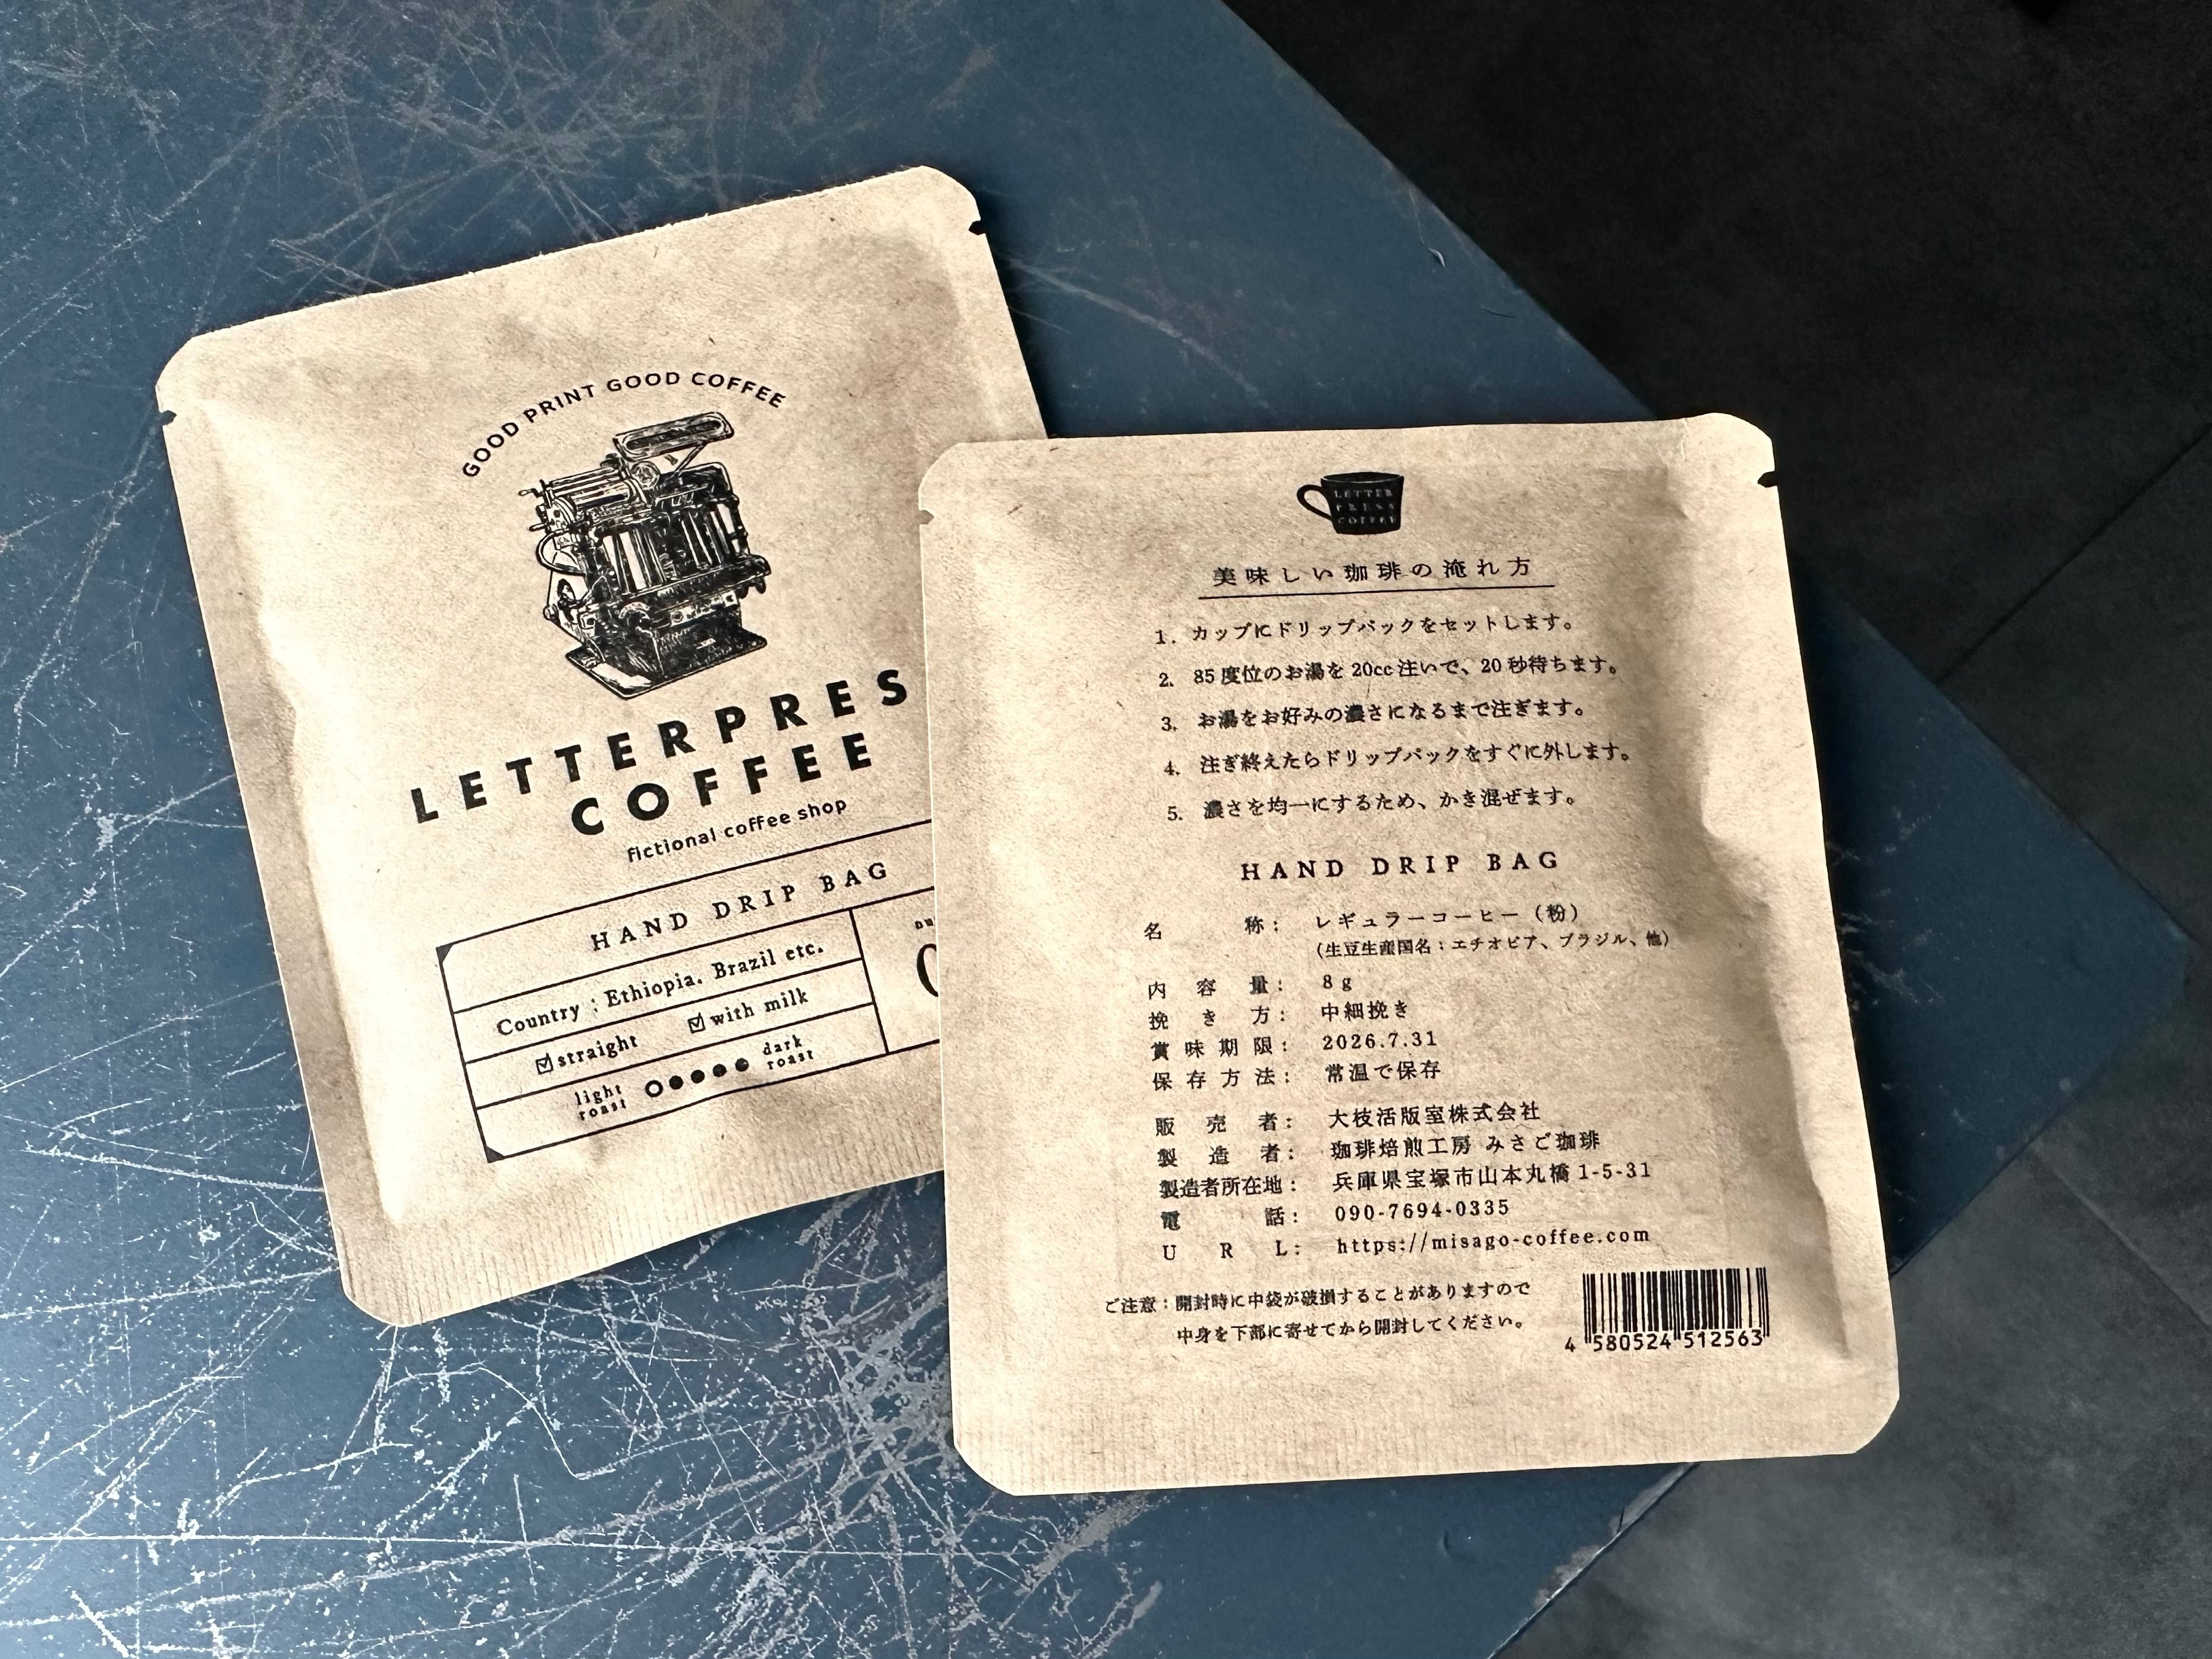 GOOD PRINT GOOD COFFEE
LETTERPRES
COFFEE
fictional coffee shop
HAND DRIP BAG
Country : Ethiopia. Brazil etc.
☑straight ☑with milk
light roast dark roast
LETTER
PRESS
COFFEE
美味しい珈琲の淹れ方
1. カップにドリップパックをセットします。
2. 85度位のお湯を20cc注いで、20秒待ちます。
3. お湯をお好みの濃さになるまで注ぎます。
4. 注ぎ終えたらドリップパックをすぐに外します。
5. 濃さを均一にするため、かき混ぜます。
HAND DRIP BAG
名称: レギュラーコーヒー（粉）
（生豆生産国名：エチオピア、ブラジル、他）
内容量: 8g
挽き方: 中細挽き
賞味期限: 2026.7.31
保存方法: 常温で保存
販売者: 大枝活版室株式会社
製造者: 珈琲焙煎工房 みさご珈琲
製造者所在地: 兵庫県宝塚市山本丸橋1-5-31
電話: 090-7694-0335
URL: https://misago-coffee.com
ご注意：開封時に中袋が破損することがありますので
中身を下部に寄せてから開封してください。
4 580524 512563